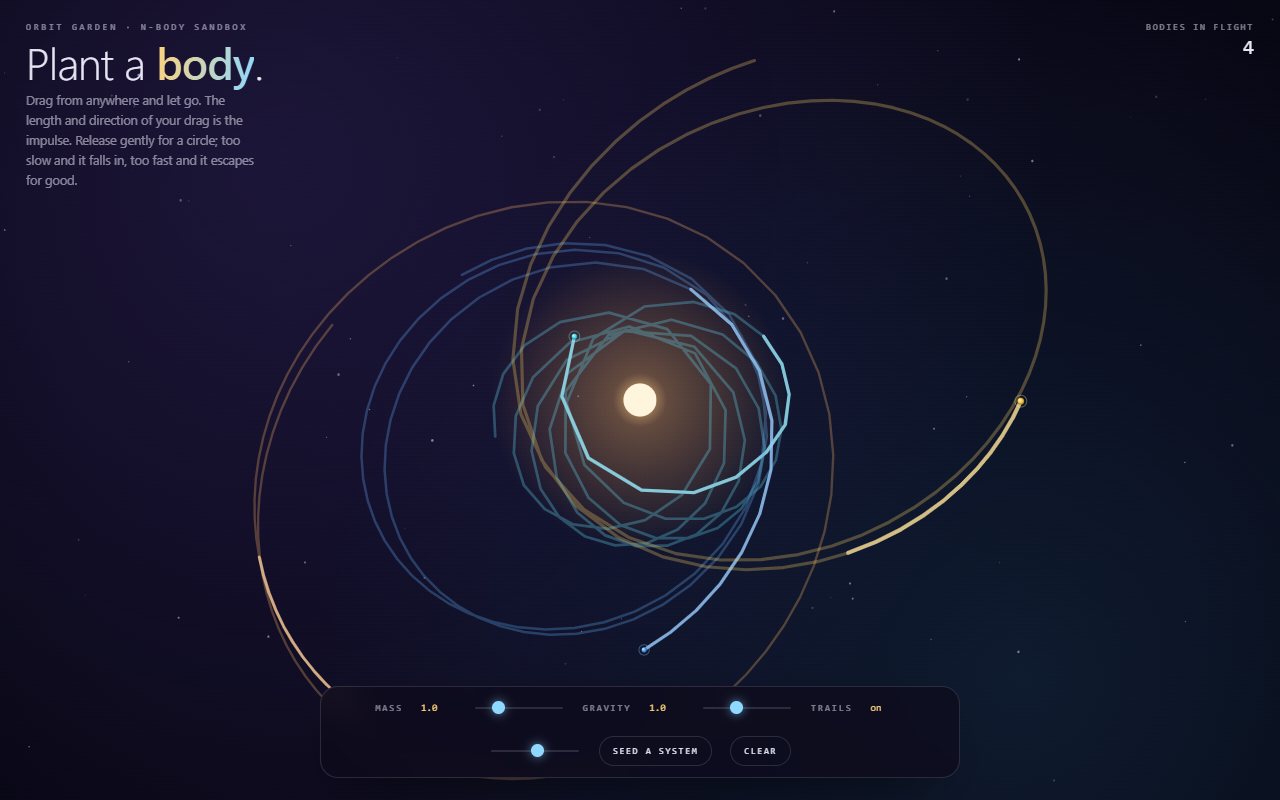 ORBIT GARDEN · N-BODY SANDBOX
Plant a body.
Drag from anywhere and let go. The
length and direction of your drag is the
impulse. Release gently for a circle; too
slow and it falls in, too fast and it escapes
for good.
BODIES IN FLIGHT
4
MASS 1.0 GRAVITY 1.0 TRAILS on
SEED A SYSTEM CLEAR